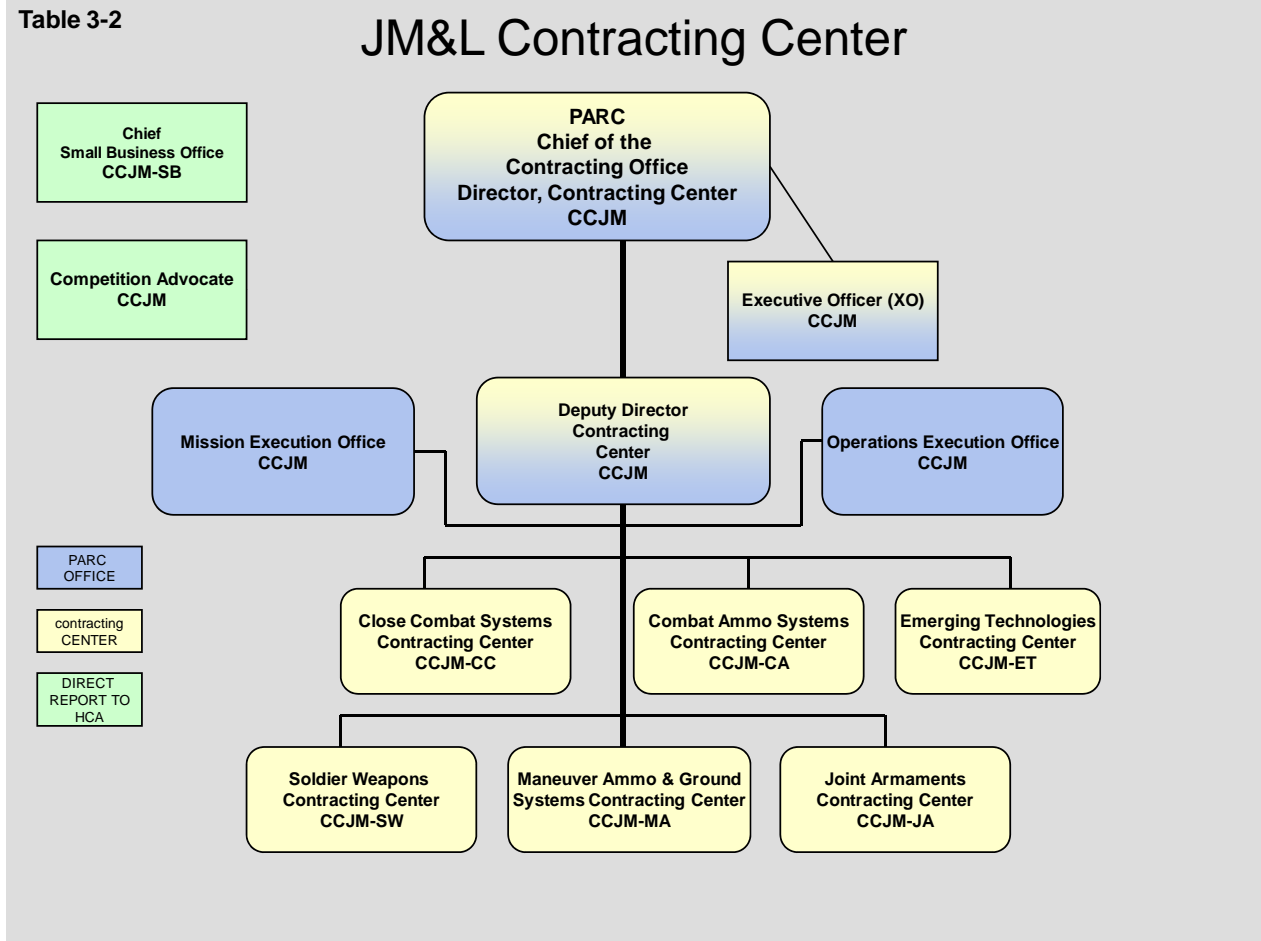 Table 3-2
JM&L Contracting Center
Chief
Small Business Office
CCJM-SB
PARC
Chief of the
Contracting Office
Director, Contracting Center
CCJM
Competition Advocate
CCJM
Executive Officer (XO)
CCJM
Mission Execution Office
CCJM
Deputy Director
Contracting
Center
CCJM
Operations Execution Office
CCJM
PARC
OFFICE
contracting
CENTER
DIRECT
REPORT TO
HCA
Close Combat Systems
Contracting Center
CCJM-CC
Combat Ammo Systems
Contracting Center
CCJM-CA
Emerging Technologies
Contracting Center
CCJM-ET
Soldier Weapons
Contracting Center
CCJM-SW
Maneuver Ammo & Ground
Systems Contracting Center
CCJM-MA
Joint Armaments
Contracting Center
CCJM-JA